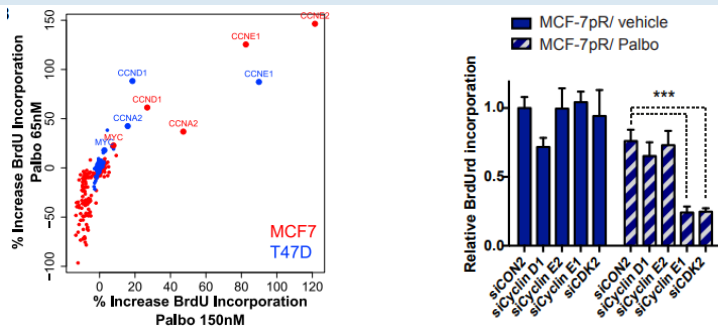 CCNE2
CCNE1
CCND1
CCNE1
CCND1
CCNA2
CCNA2
MYC
MYC
MCF7
T47D
150
100
50
0
−50
−100
0
20
40
60
80
100
120
% Increase BrdU Incorporation
Palbo 65nM
% Increase BrdU Incorporation
Palbo 150nM
MCF-7pR/ vehicle
MCF-7pR/ Palbo
***
1.0
0.5
0.0
Relative BrdUrd incorporation
siCON2
siCyclin D1
siCyclin E2
siCyclin E1
siCDK2
siCON2
siCyclin D1
siCyclin E2
siCyclin E1
siCDK2